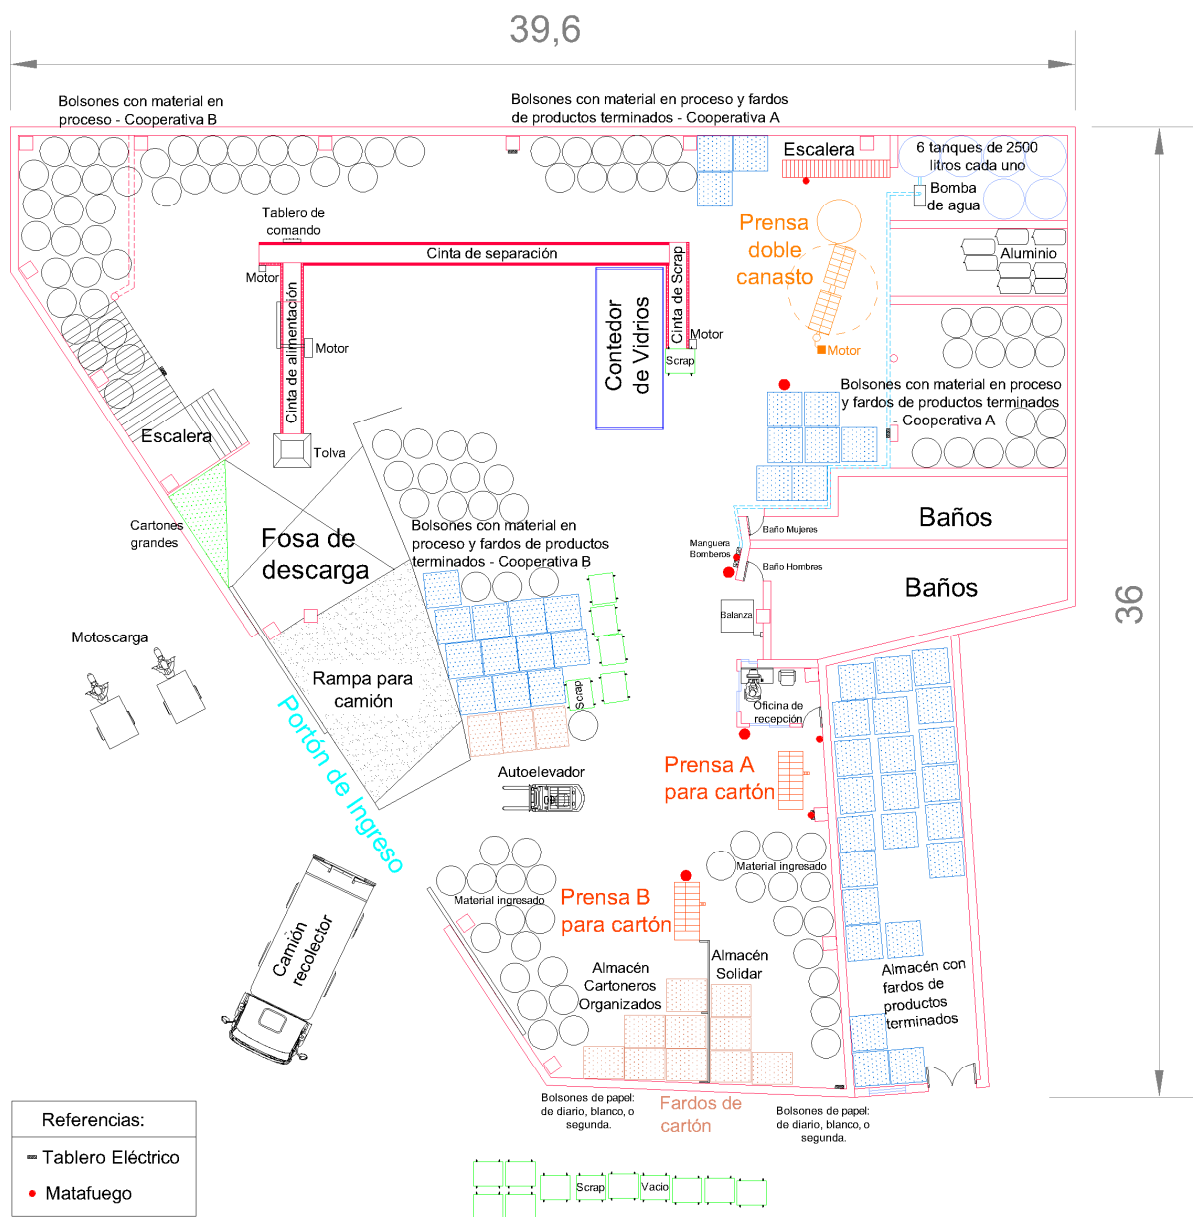 39,6
Bolsones con material en
proceso - Cooperativa B
Bolsones con material en proceso y fardos
de productos terminados - Cooperativa A
Escalera
6 tanques de 2500
litros cada uno
Bomba
de agua
Tablero de
comando
Prensa
doble
canasto
Cinta de separación
Aluminio
Motor
Cinta de alimentación
Motor
Contedor
de Vidrios
Cinta de Scrap
Motor
Scrap
Motor
36
Bolsones con material en proceso
y fardos de productos terminados
- Cooperativa A
Escalera
Tolva
Cartones
grandes
Fosa de
descarga
Bolsones con material en
proceso y fardos de productos
terminados - Cooperativa B
Baños
Baño Mujeres
Manguera
Bomberos
Baño Hombras
Baños
Balanza
Motoscarga
Rampa para
camión
Scrap
Oficina de
recepción
Portón de Ingreso
Autoelevador
Prensa A
para cartón
Material ingresado
Material ingresado
Prensa B
para cartón
Camión
recolector
Almacén
Cartoneros
Organizados
Almacén
Solidar
Almacén con
fardos de
productos
terminados
Bolsones de papel:
de diario, blanco, o
segunda.
Fardos de
cartón
Bolsones de papel:
de diario, blanco, o
segunda.
Referencias:
Tablero Eléctrico
Matafuego
Scrap
Vacio